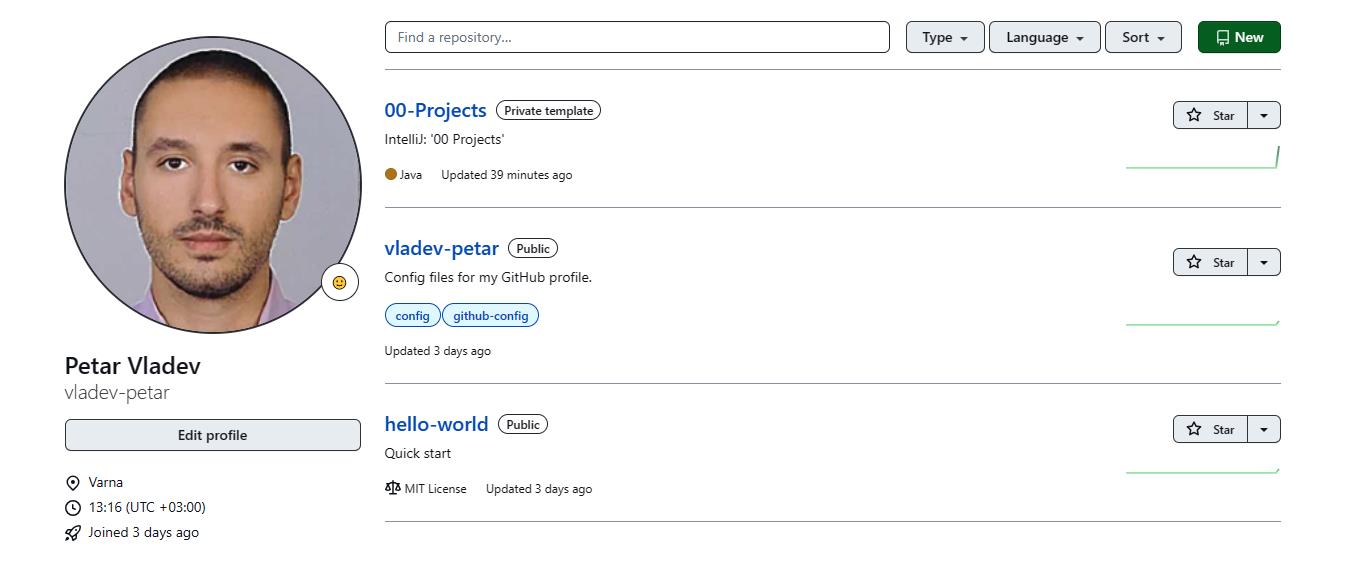 Find a repository...
Type
Language
Sort
New
00-Projects Private template
Star
IntelliJ: '00 Projects'
Java Updated 39 minutes ago
vladev-petar Public
Star
Config files for my GitHub profile.
config github-config
Updated 3 days ago
hello-world Public
Star
Quick start
MIT License Updated 3 days ago
Petar Vladev
vladev-petar
Edit profile
Varna
13:16 (UTC +03:00)
Joined 3 days ago